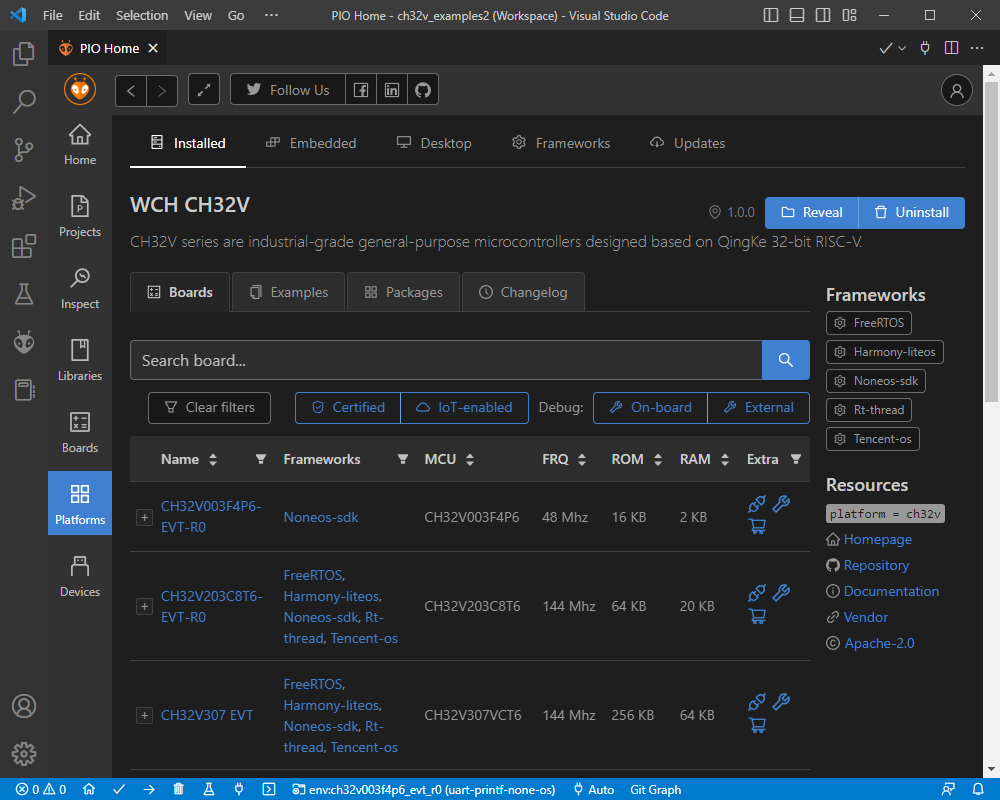 File Edit Selection View Go ··· PIO Home - ch32v_examples2 (Workspace) - Visual Studio Code
PIO Home
Follow Us
Home
Projects
Inspect
Libraries
Boards
Platforms
Devices
Installed Embedded Desktop Frameworks Updates
WCH CH32V
1.0.0 Reveal Uninstall
CH32V series are industrial-grade general-purpose microcontrollers designed based on QingKe 32-bit RISC-V.
Boards Examples Packages Changelog
Search board...
Clear filters Certified IoT-enabled Debug: On-board External
Name Frameworks MCU FRQ ROM RAM Extra
CH32V003F4P6-
EVT-R0
Noneos-sdk
CH32V003F4P6 48 Mhz 16 KB 2 KB
CH32V203C8T6-
EVT-R0
FreeRTOS,
Harmony-liteos,
Noneos-sdk, Rt-
thread, Tencent-os
CH32V203C8T6 144 Mhz 64 KB 20 KB
CH32V307 EVT
FreeRTOS,
Harmony-liteos,
Noneos-sdk, Rt-
thread, Tencent-os
CH32V307VCT6 144 Mhz 256 KB 64 KB
Frameworks
FreeRTOS
Harmony-liteos
Noneos-sdk
Rt-thread
Tencent-os
Resources
platform = ch32v
Homepage
Repository
Documentation
Vendor
Apache-2.0
0 0 env:ch32v003f4p6_evt_r0 (uart-printf-none-os) Auto Git Graph